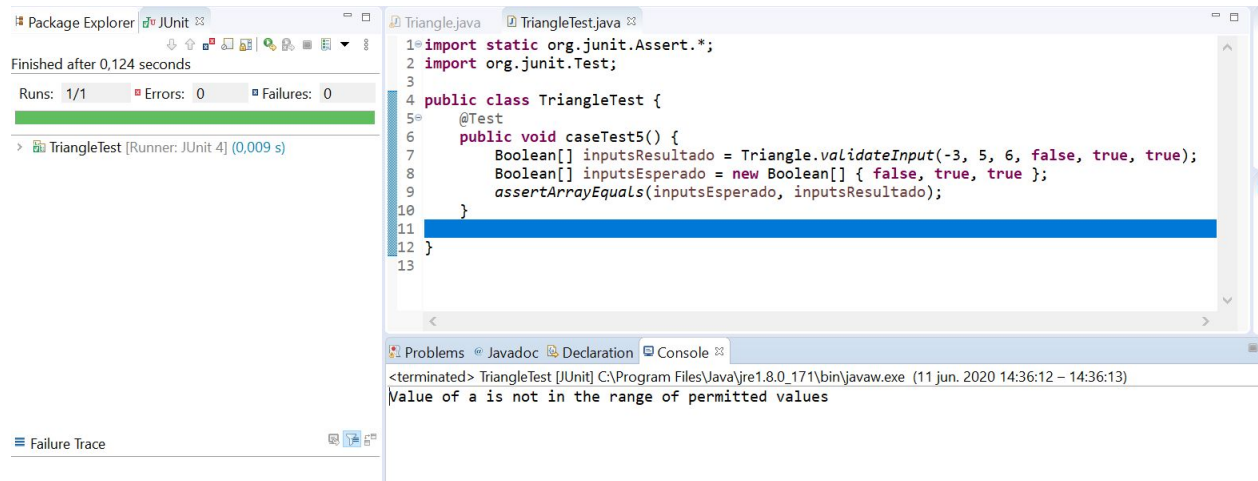 Package Explorer JUnit
Finished after 0,124 seconds
Runs: 1/1 Errors: 0 Failures: 0
TriangleTest [Runner: JUnit 4] (0,009 s)
Failure Trace
Triangle.java TriangleTest.java
1 import static org.junit.Assert.*;
2 import org.junit.Test;
3
4 public class TriangleTest {
5 @Test
6 public void caseTest5() {
7 Boolean[] inputsResultado = Triangle.validateInput(-3, 5, 6, false, true, true);
8 Boolean[] inputsEsperado = new Boolean[] { false, true, true };
9 assertArrayEquals(inputsEsperado, inputsResultado);
10 }
11
12 }
13
Problems @ Javadoc Declaration Console
<terminated> TriangleTest [JUnit] C:\Program Files\Java\jre1.8.0_171\bin\javaw.exe (11 jun. 2020 14:36:12 – 14:36:13)
Value of a is not in the range of permitted values